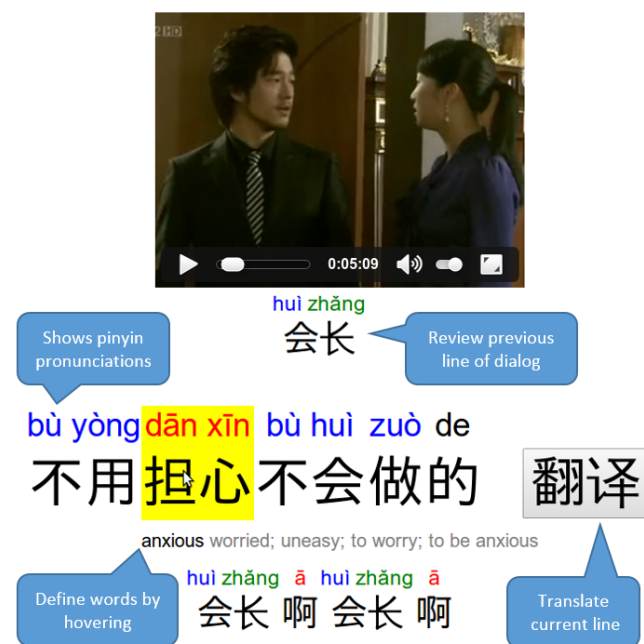 2 HD
0:05:09
huì zhǎng
会长
Shows pinyin
pronunciations
Review previous
line of dialog
bù yòng dān xīn bù huì zuò de
不用担心不会做的
翻译
anxious worried; uneasy; to worry; to be anxious
Define words by
hovering
huì zhǎng ā huì zhǎng ā
会长 啊 会长 啊
Translate
current line